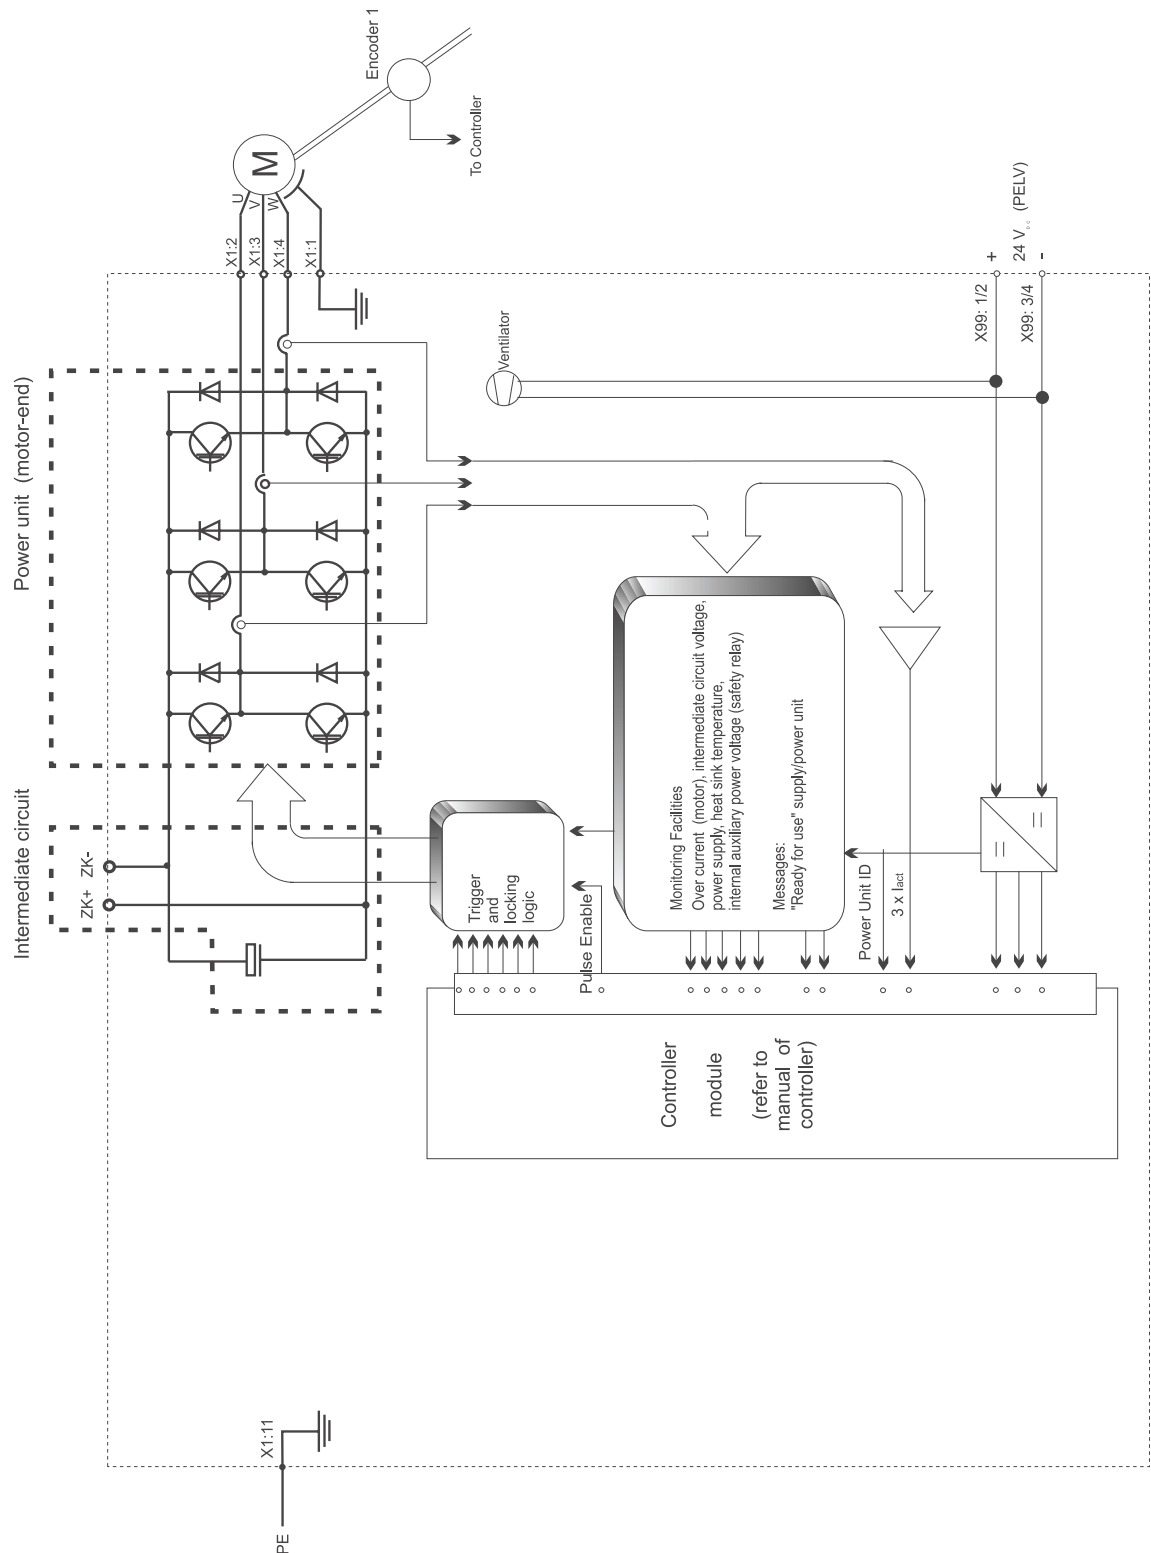 Encoder 1
To Controller
M
U
V
W
X1:2
X1:3
X1:4
X1:1
+
24 V DC (PELV)
-
X99: 1/2
X99: 3/4
Ventilator
Power unit (motor-end)
Intermediate circuit
ZK+ ZK-
Trigger
and
locking
logic
Pulse Enable
Monitoring Facilities
Over current (motor), intermediate circuit voltage,
power supply, heat sink temperature,
internal auxiliary power voltage (safety relay)
Messages:
"Ready for use" supply/power unit
Power Unit ID
3 x Iact
Controller
module
(refer to
manual of
controller)
X1:11
PE